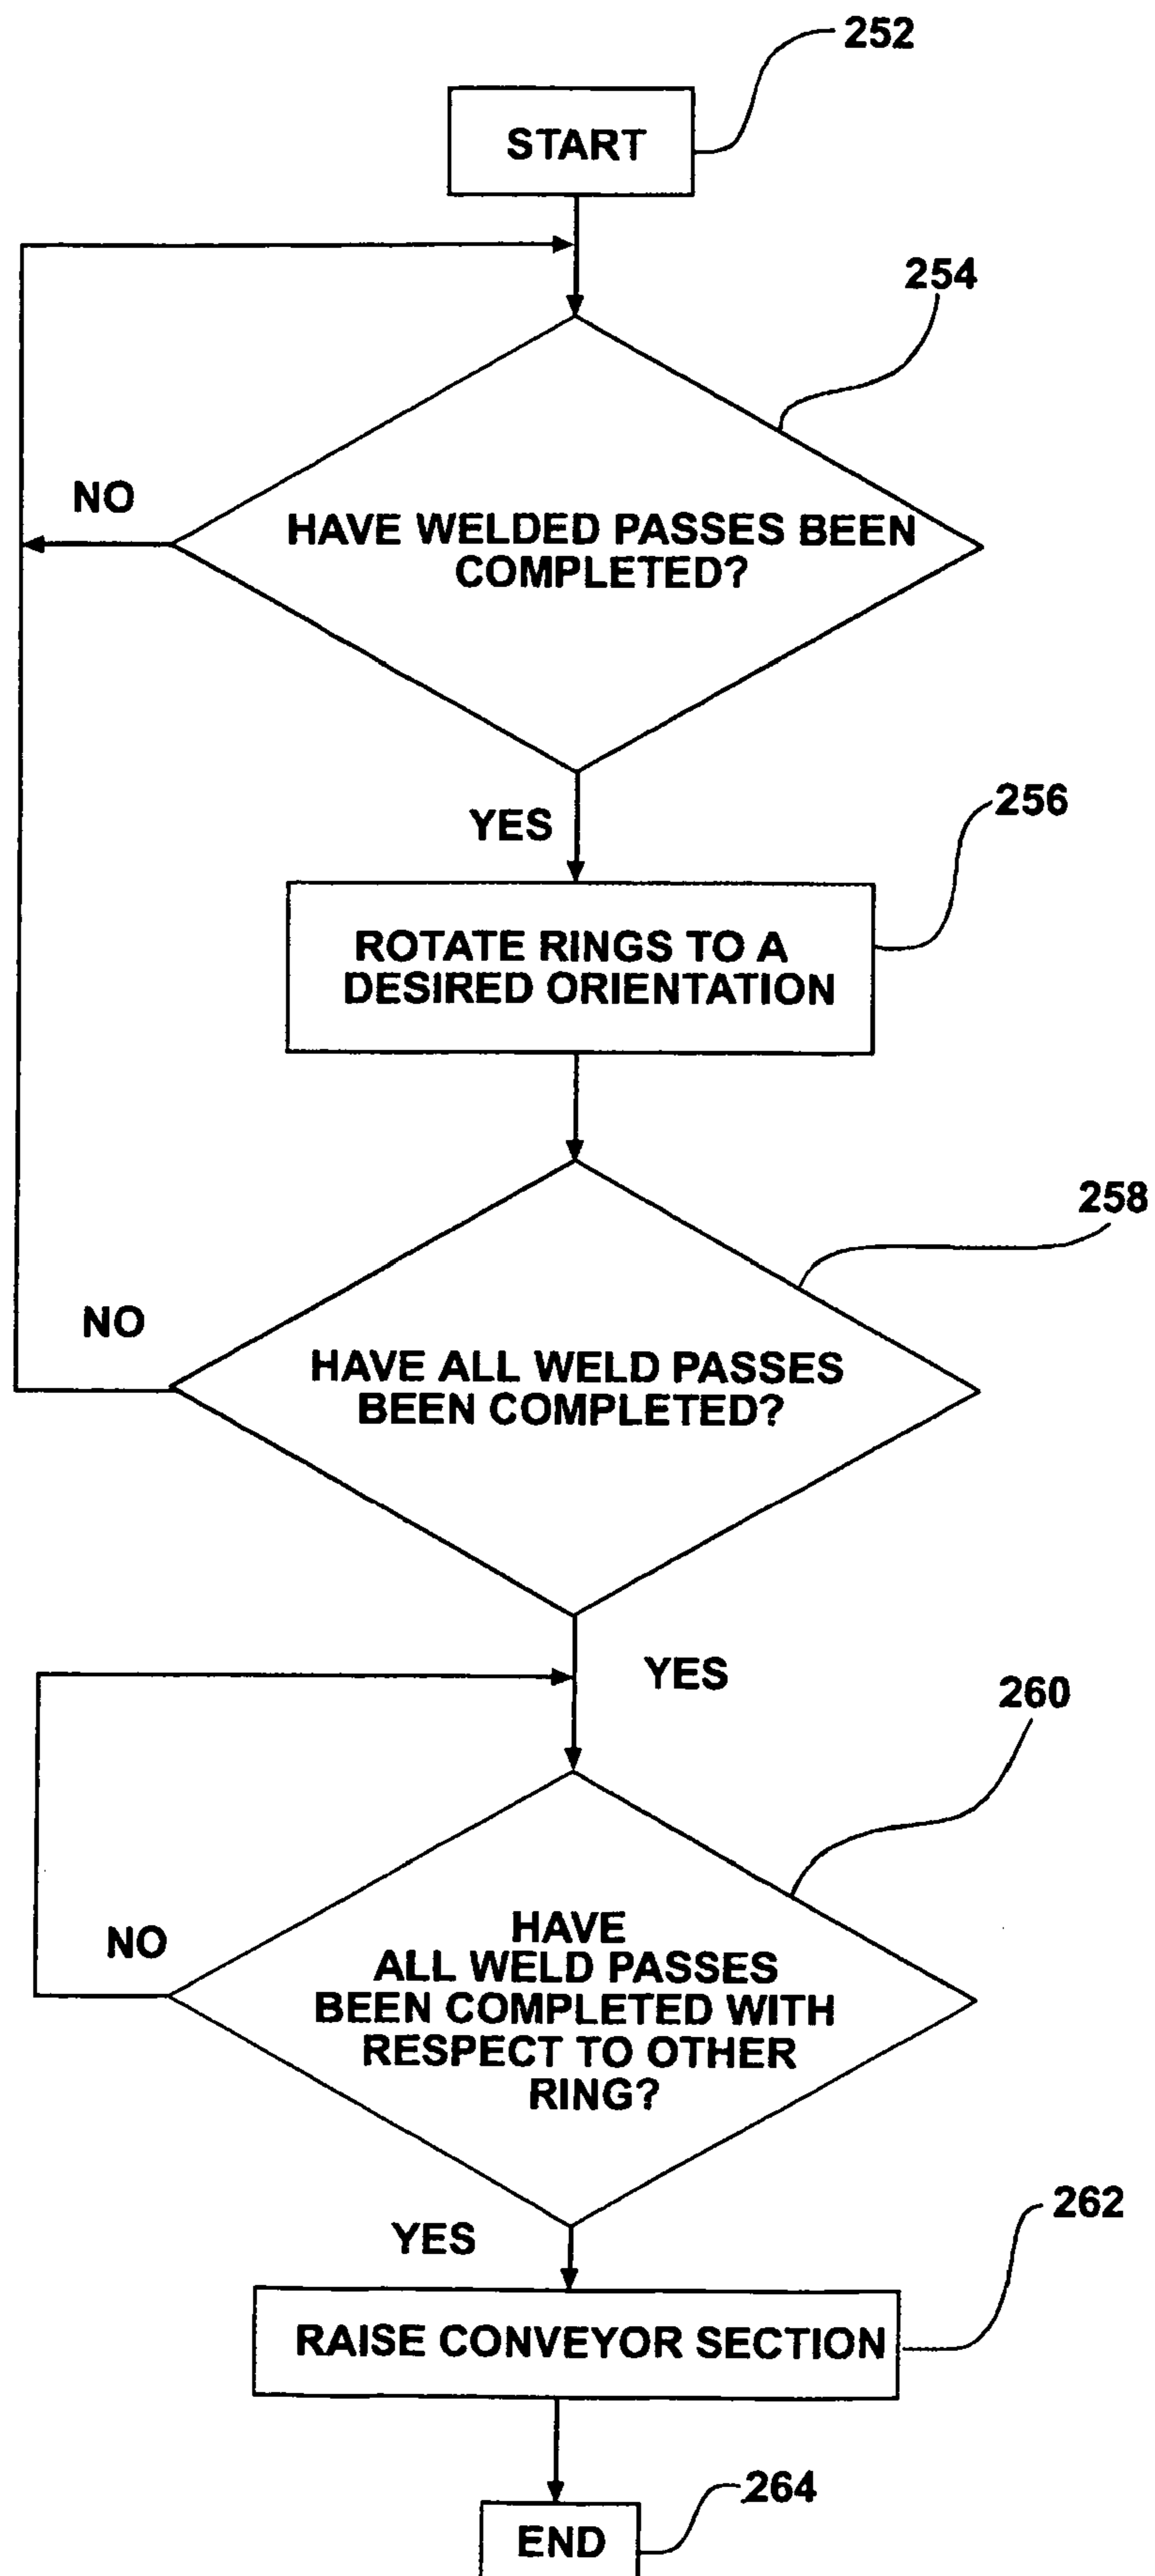 252
START
254
NO
HAVE WELDED PASSES BEEN
COMPLETED?
YES
256
ROTATE RINGS TO A
DESIRED ORIENTATION
258
NO
HAVE ALL WELD PASSES
BEEN COMPLETED?
YES
260
NO
HAVE
ALL WELD PASSES
BEEN COMPLETED WITH
RESPECT TO OTHER
RING?
262
YES
RAISE CONVEYOR SECTION
264
END